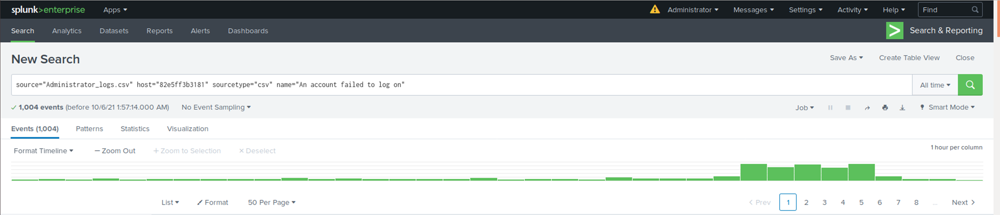 splunk>enterprise Apps Administrator Messages Settings Activity Help Find
Search Analytics Datasets Reports Alerts Dashboards Search & Reporting
New Search Save As Create Table View Close
source="Administrator_logs.csv" host="82e5ff3b3181" sourcetype="csv" name="An account failed to log on" All time
1,004 events (before 10/6/21 1:57:14.000 AM) No Event Sampling Job Smart Mode
Events (1,004) Patterns Statistics Visualization
Format Timeline — Zoom Out + Zoom to Selection × Deselect 1 hour per column
List Format 50 Per Page < Prev 1 2 3 4 5 6 7 8 ... Next >